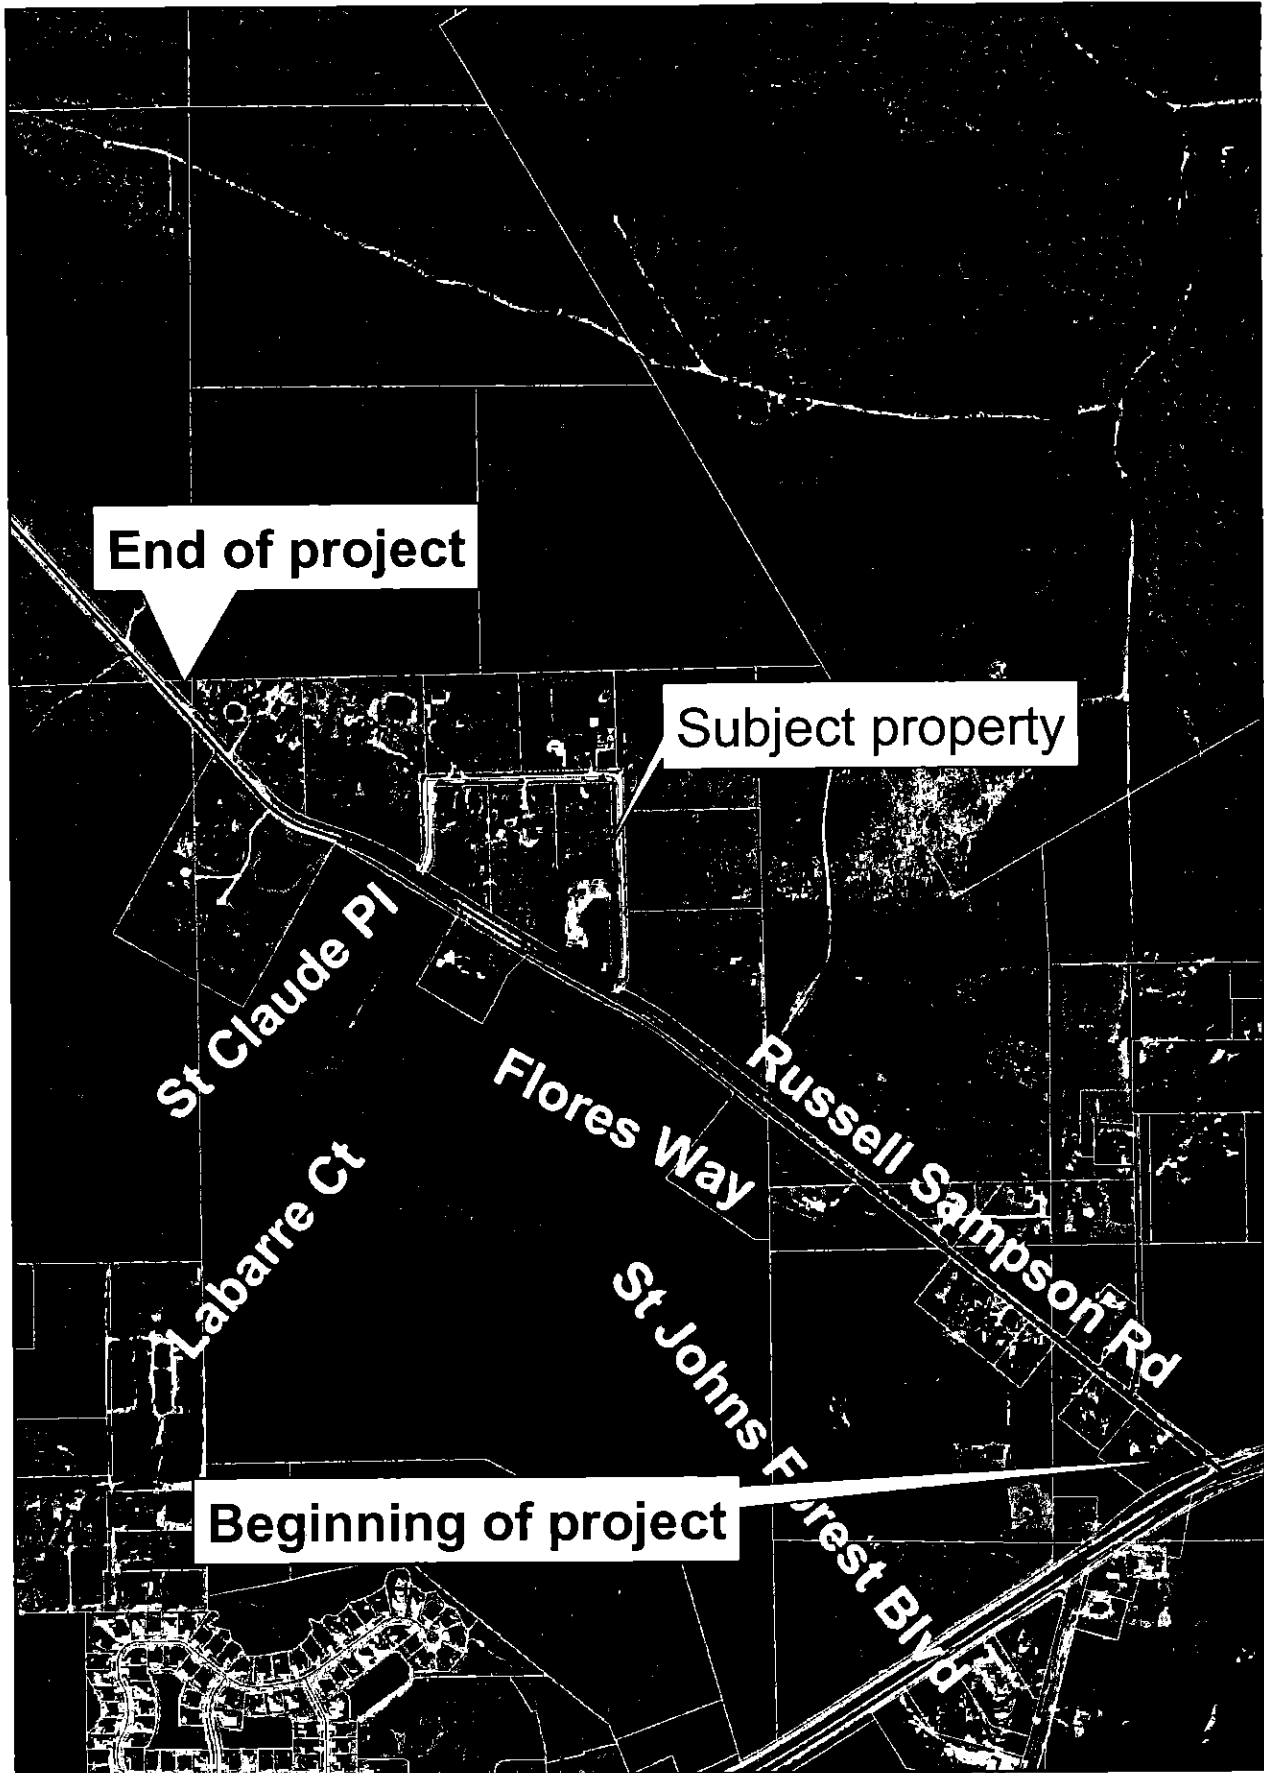 End of project
Subject property
St Claude Pl
Flores Way
Russell Sampson Rd
Labarre Ct
St Johns Forest Blvd
Beginning of project